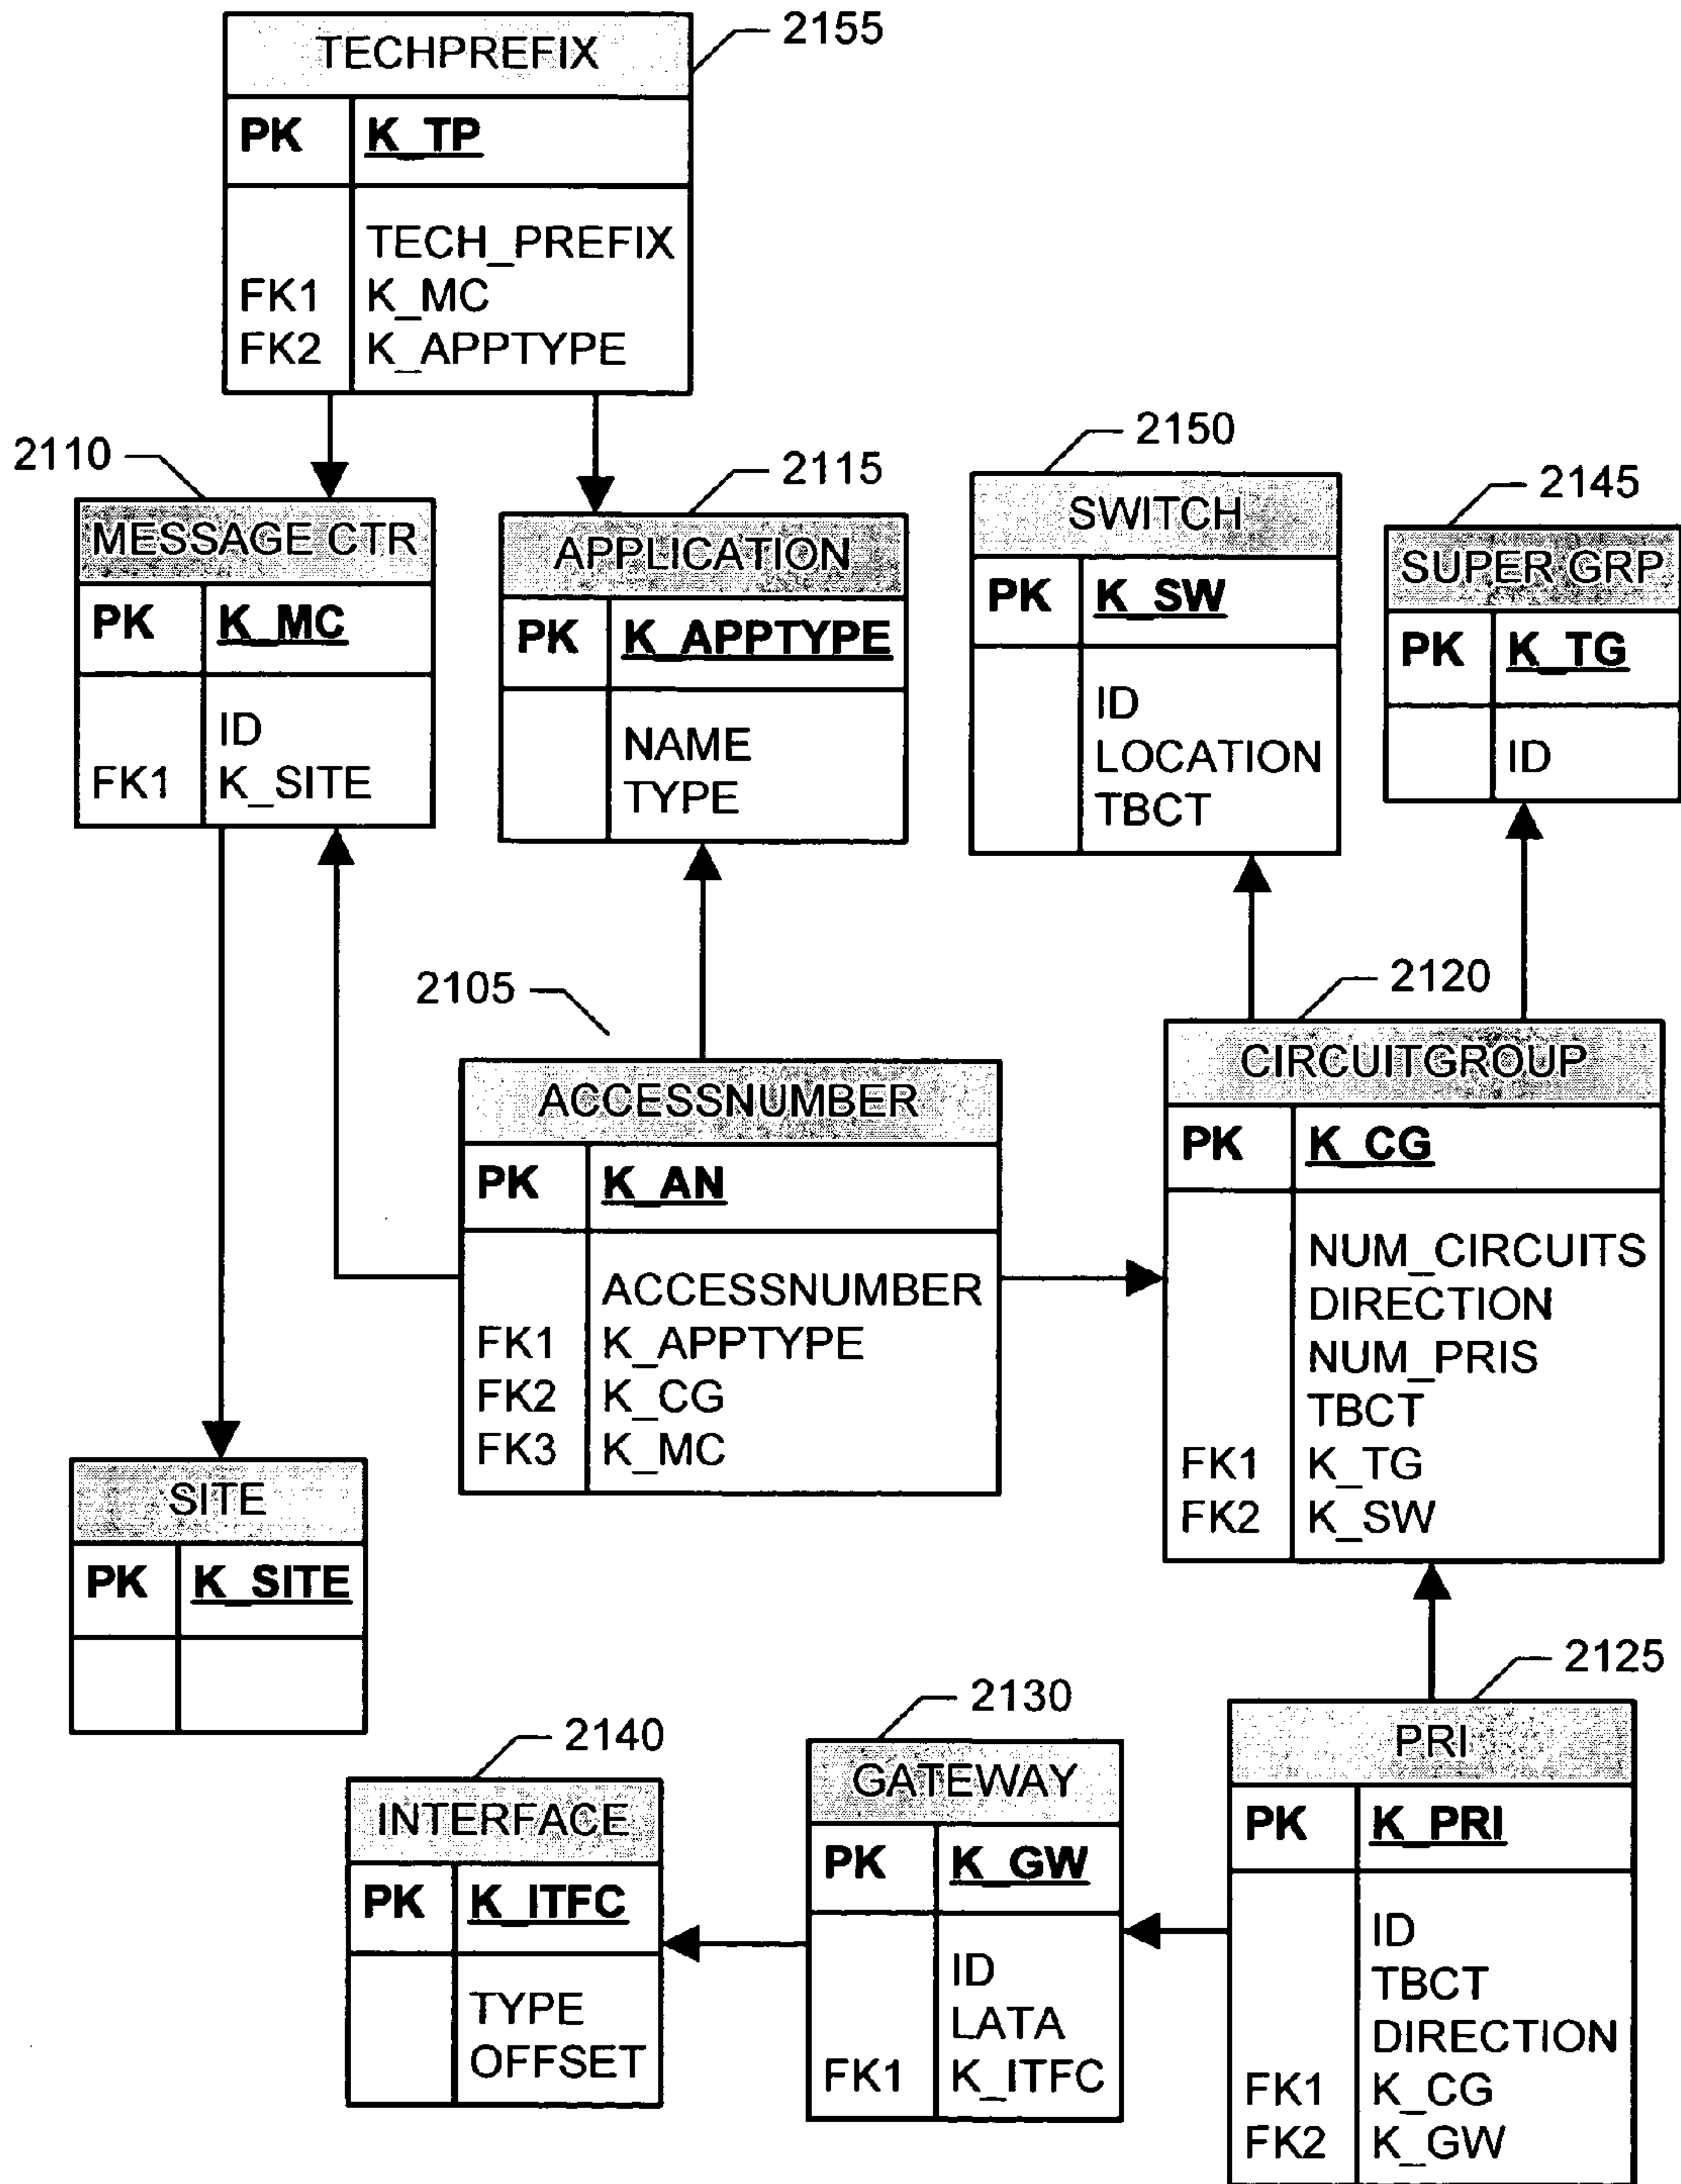 TECHPREFIX
2155
PK K_TP
TECH_PREFIX
FK1 K_MC
FK2 K_APPTYPE
2110
MESSAGE CTR
PK K_MC
ID
FK1 K_SITE
2115
APPLICATION
PK K_APPTYPE
NAME
TYPE
2150
SWITCH
PK K_SW
ID
LOCATION
TBCT
2145
SUPER GRP
PK K_TG
ID
2105
ACCESSNUMBER
PK K_AN
ACCESSNUMBER
FK1 K_APPTYPE
FK2 K_CG
FK3 K_MC
2120
CIRCUITGROUP
PK K_CG
NUM_CIRCUITS
DIRECTION
NUM_PRIS
TBCT
FK1 K_TG
FK2 K_SW
SITE
PK K_SITE
2140
INTERFACE
PK K_ITFC
TYPE
OFFSET
2130
GATEWAY
PK K_GW
ID
LATA
FK1 K_ITFC
2125
PRI
PK K_PRI
ID
TBCT
DIRECTION
FK1 K_CG
FK2 K_GW